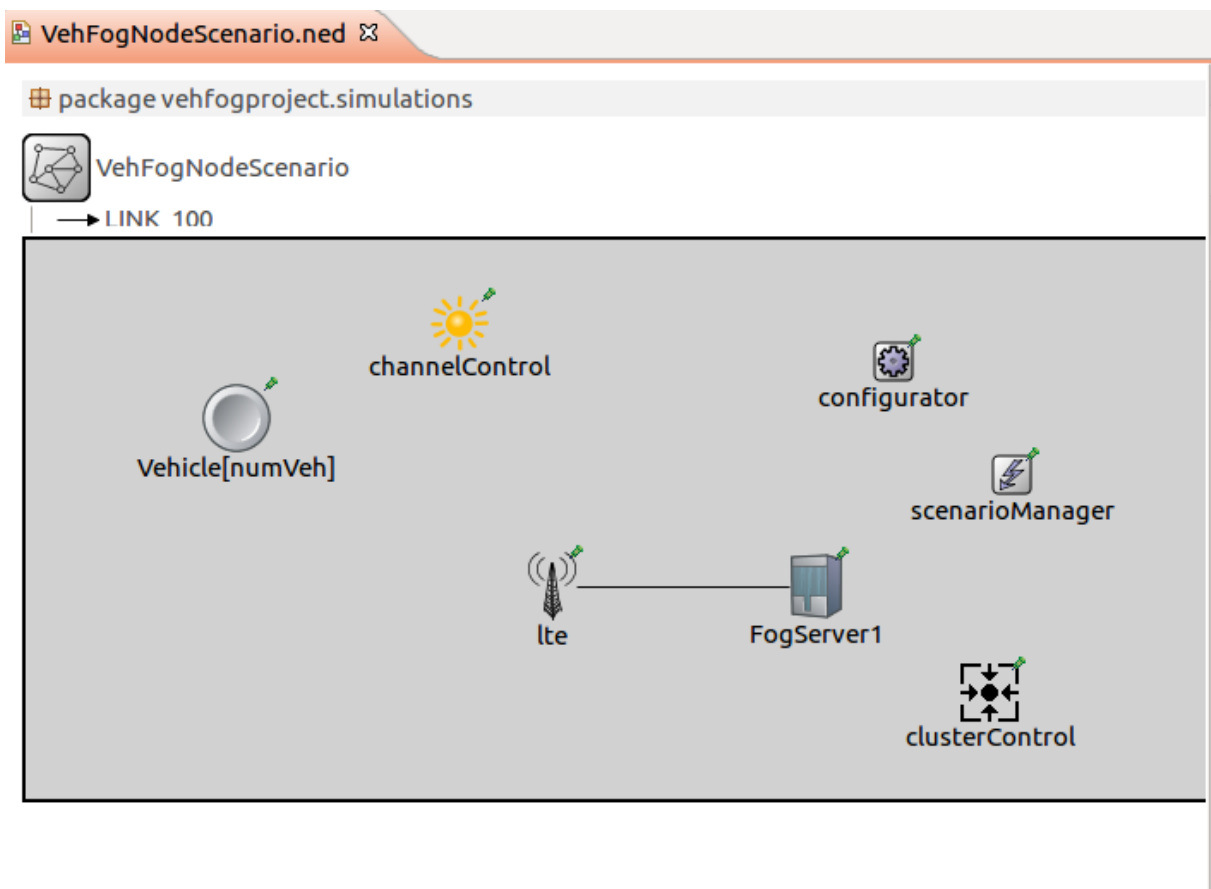 VehFogNodeScenario.ned
package vehfogproject.simulations
VehFogNodeScenario
LINK_100
channelControl
configurator
Vehicle[numVeh]
scenarioManager
lte
FogServer1
clusterControl